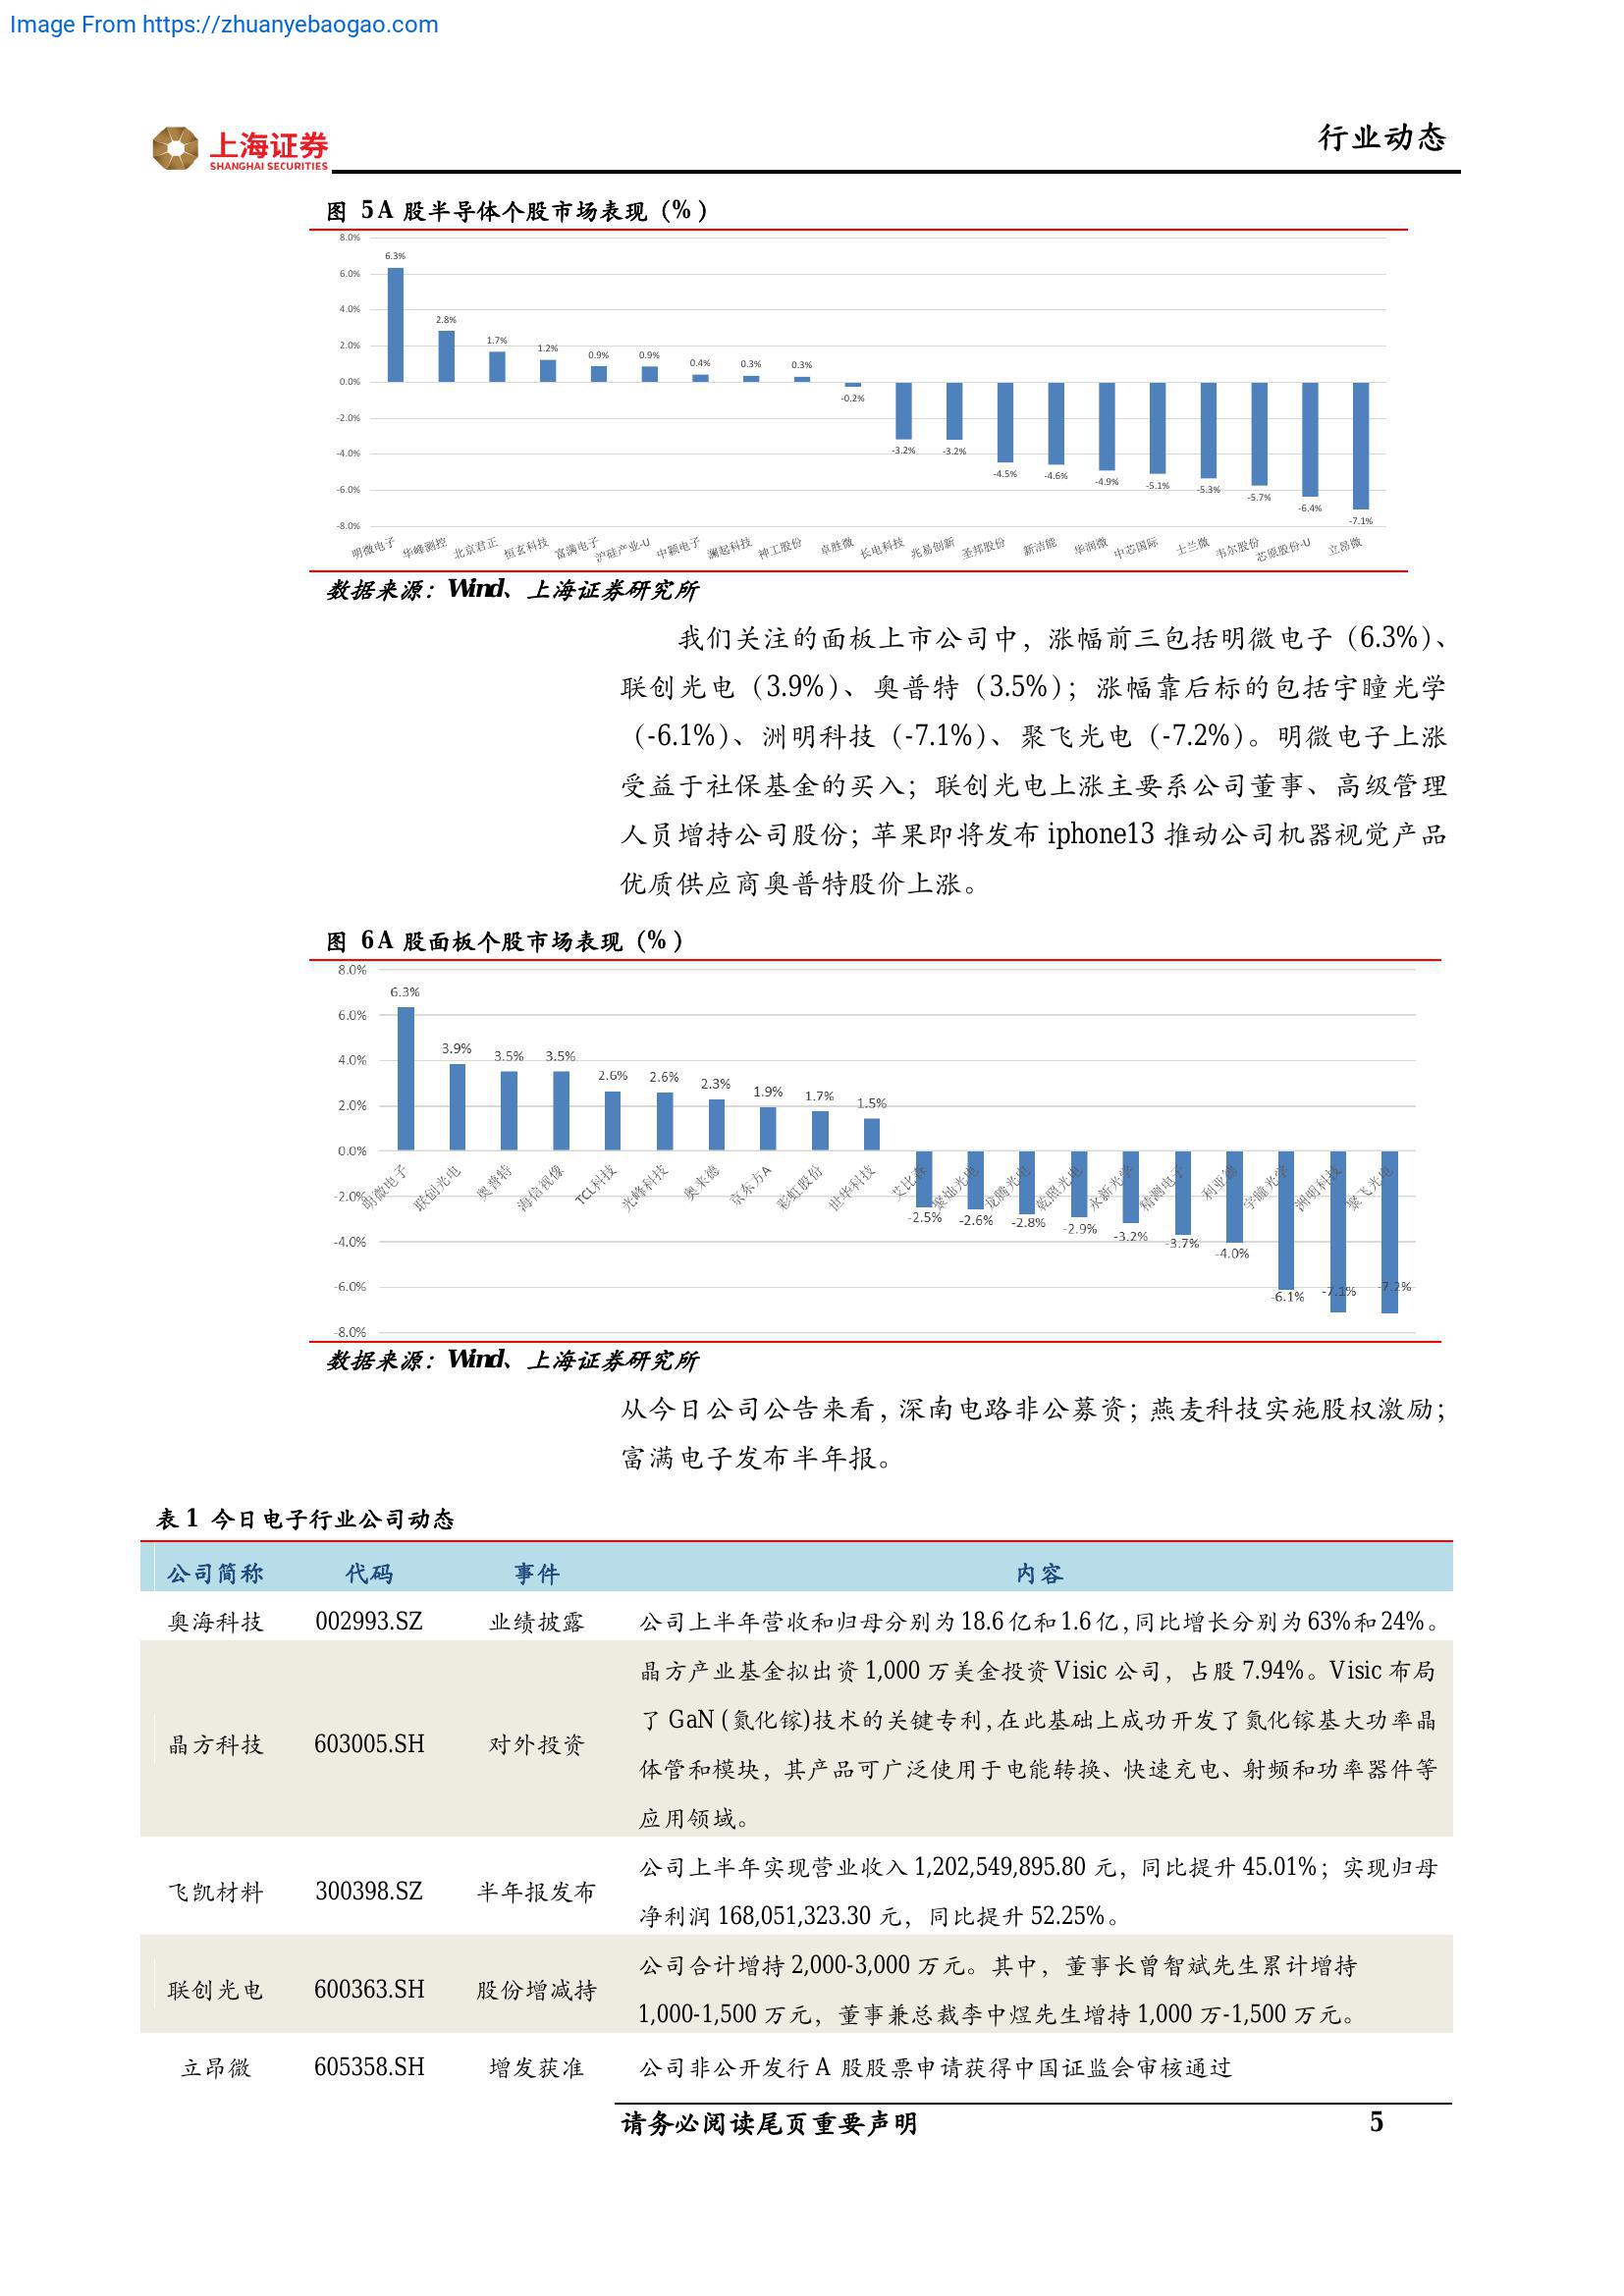 Image From https://zhuanyebaogao.com
上海证券
SHANGHAI SECURITIES
行业动态
图 5A 股半导体个股市场表现（%）
8.0%
6.0%
4.0%
2.0%
0.0%
-2.0%
-4.0%
-6.0%
-8.0%
6.3% 2.8% 1.7% 1.2% 0.9% 0.9% 0.4% 0.3% 0.3% -0.2% -3.2% -3.2% -4.5% -4.6% -4.9% -5.1% -5.3% -5.7% -6.4% -7.1%
明微电子 华峰测控 北京君正 恒玄科技 富满电子 沪硅产业-U 中颖电子 澜起科技 神工股份 卓胜微 长电科技 兆易创新 圣邦股份 新洁能 华润微 中芯国际 士兰微 韦尔股份 芯原股份-U 立昂微
数据来源：Wind、上海证券研究所
我们关注的面板上市公司中，涨幅前三包括明微电子（6.3%）、
联创光电（3.9%）、奥普特（3.5%）；涨幅靠后标的包括宇瞳光学
（-6.1%）、洲明科技（-7.1%）、聚飞光电（-7.2%）。明微电子上涨
受益于社保基金的买入；联创光电上涨主要系公司董事、高级管理
人员增持公司股份；苹果即将发布 iphone13 推动公司机器视觉产品
优质供应商奥普特股价上涨。
图 6A 股面板个股市场表现（%）
8.0%
6.0%
4.0%
2.0%
0.0%
-2.0%
-4.0%
-6.0%
-8.0%
6.3% 3.9% 3.5% 3.5% 2.6% 2.6% 2.3% 1.9% 1.7% 1.5% -2.5% -2.6% -2.8% -2.9% -3.2% -3.7% -4.0% -6.1% -7.1% -7.2%
明微电子 联创光电 奥普特 海信视像 TCL科技 光峰科技 奥来德 京东方A 彩虹股份 世华科技 艾比森 聚灿光电 龙腾光电 乾照光电 永新光学 精测电子 利亚德 宇瞳光学 洲明科技 聚飞光电
数据来源：Wind、上海证券研究所
从今日公司公告来看，深南电路非公募资；燕麦科技实施股权激励；
富满电子发布半年报。
表 1 今日电子行业公司动态
公司简称 代码 事件 内容
奥海科技 002993.SZ 业绩披露 公司上半年营收和归母分别为 18.6 亿和 1.6 亿，同比增长分别为 63%和 24%。
晶方产业基金拟出资 1,000 万美金投资 Visic 公司，占股 7.94%。Visic 布局
了 GaN (氮化镓)技术的关键专利，在此基础上成功开发了氮化镓基大功率晶
晶方科技 603005.SH 对外投资
体管和模块，其产品可广泛使用于电能转换、快速充电、射频和功率器件等
应用领域。
公司上半年实现营业收入 1,202,549,895.80 元，同比提升 45.01%；实现归母
飞凯材料 300398.SZ 半年报发布
净利润 168,051,323.30 元，同比提升 52.25%。
公司合计增持 2,000-3,000 万元。其中，董事长曾智斌先生累计增持
联创光电 600363.SH 股份增减持
1,000-1,500 万元，董事兼总裁李中煜先生增持 1,000 万-1,500 万元。
立昂微 605358.SH 增发获准 公司非公开发行 A 股股票申请获得中国证监会审核通过
请务必阅读尾页重要声明 5